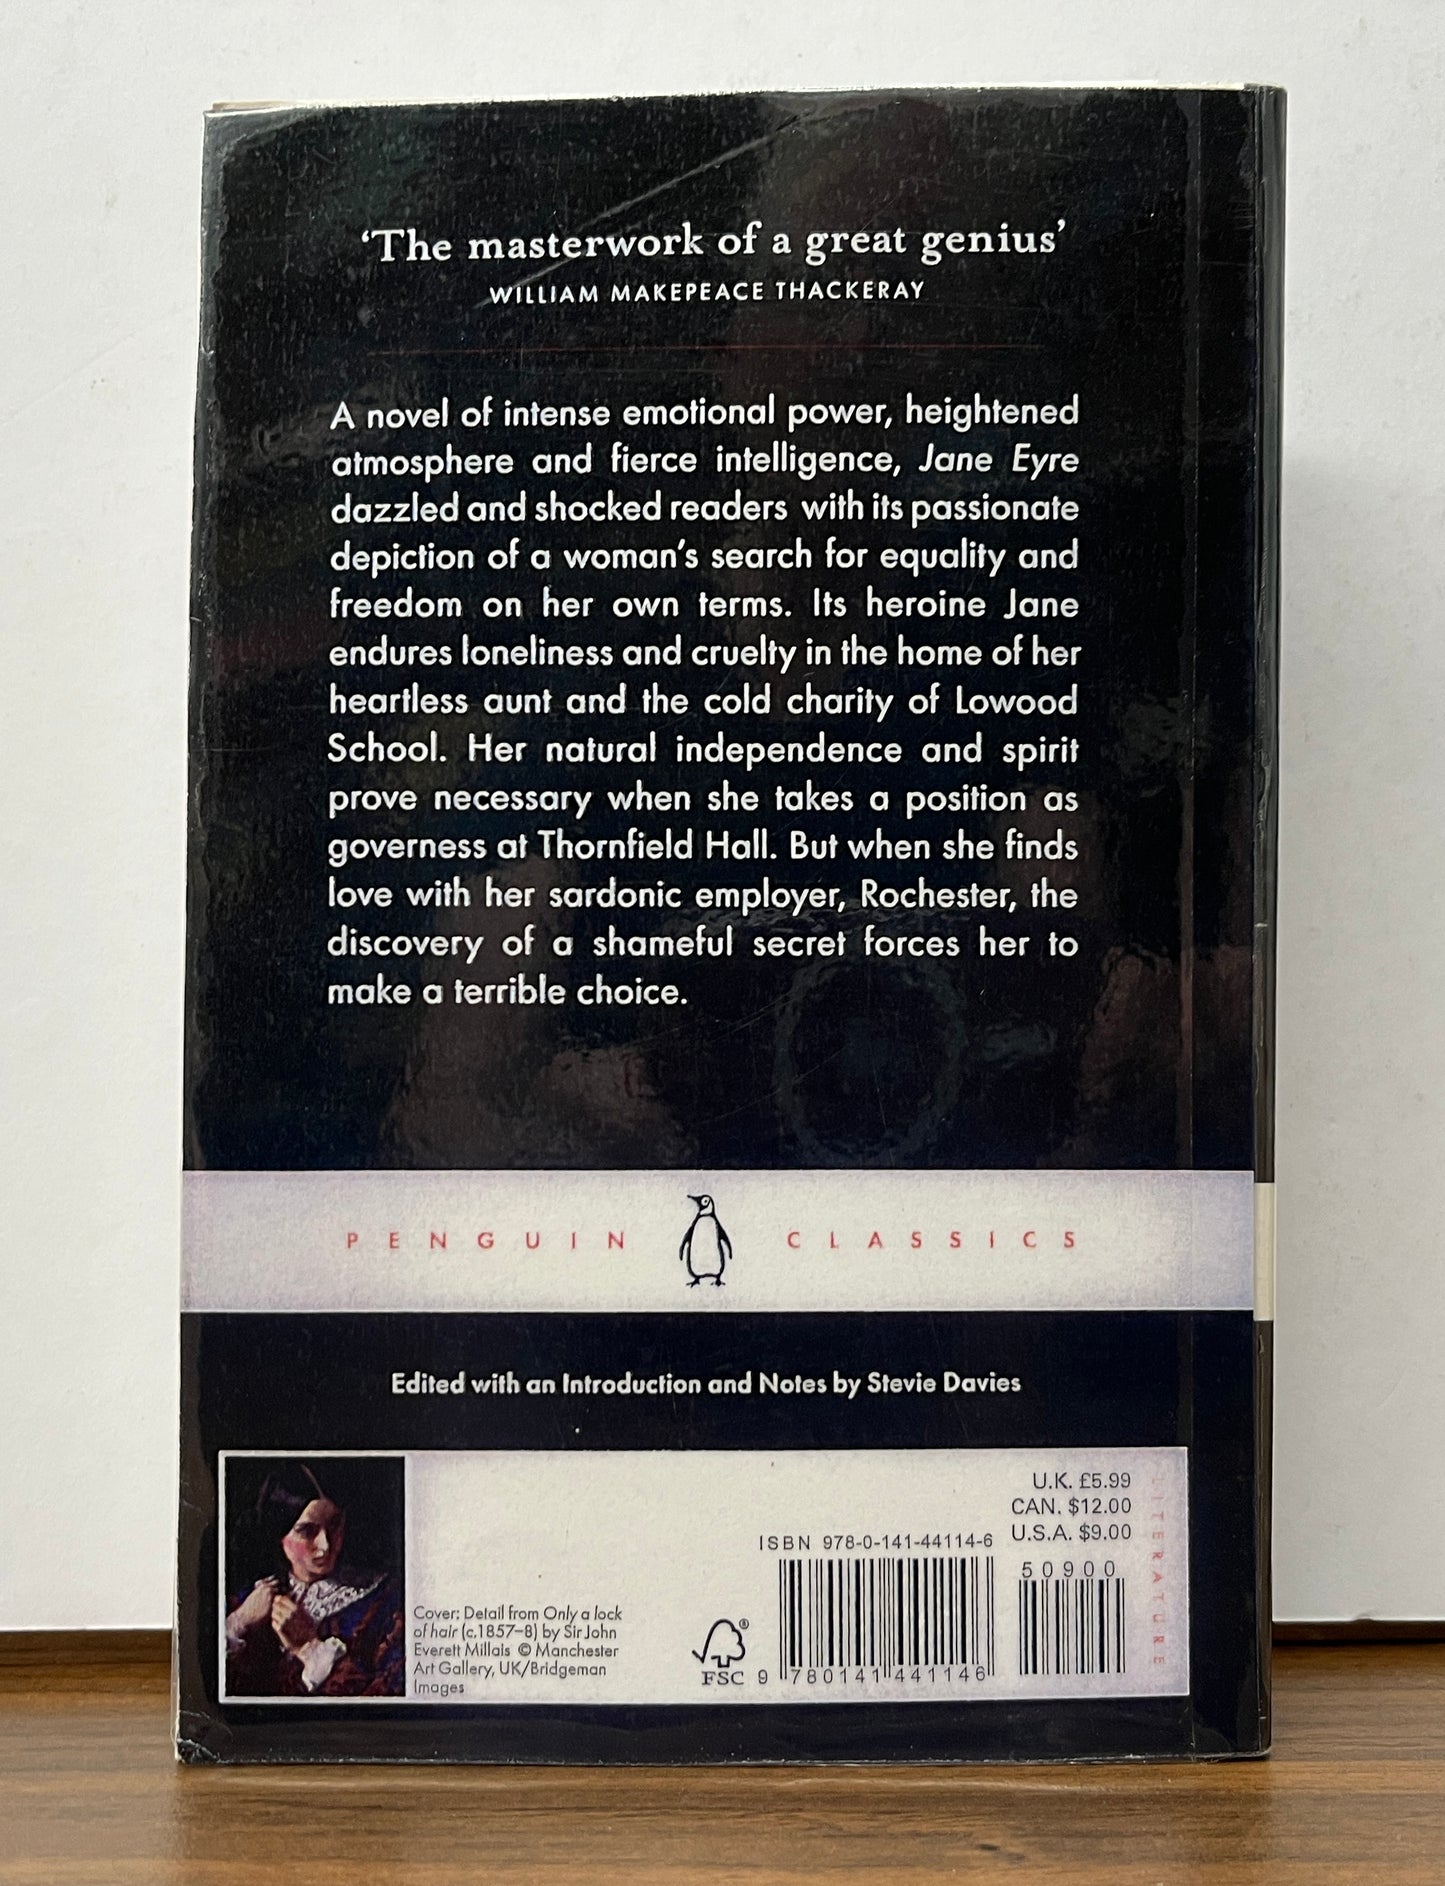 ‘The masterwork of a great genius’
WILLIAM MAKEPEACE THACKERAY
A novel of intense emotional power, heightened
atmosphere and fierce intelligence, Jane Eyre
dazzled and shocked readers with its passionate
depiction of a woman’s search for equality and
freedom on her own terms. Its heroine Jane
endures loneliness and cruelty in the home of her
heartless aunt and the cold charity of Lowood
School. Her natural independence and spirit
prove necessary when she takes a position as
governess at Thornfield Hall. But when she finds
love with her sardonic employer, Rochester, the
discovery of a shameful secret forces her to
make a terrible choice.
PENGUIN CLASSICS
Edited with an Introduction and Notes by Stevie Davies
Cover: Detail from Only a lock
of hair (c.1857–8) by Sir John
Everett Millais © Manchester
Art Gallery, UK/Bridgeman
Images
FSC
®
U.K. £5.99
CAN. $12.00
U.S.A. $9.00
ISBN 978-0-141-44114-6
50900
9 780141 441146
LITERATURE